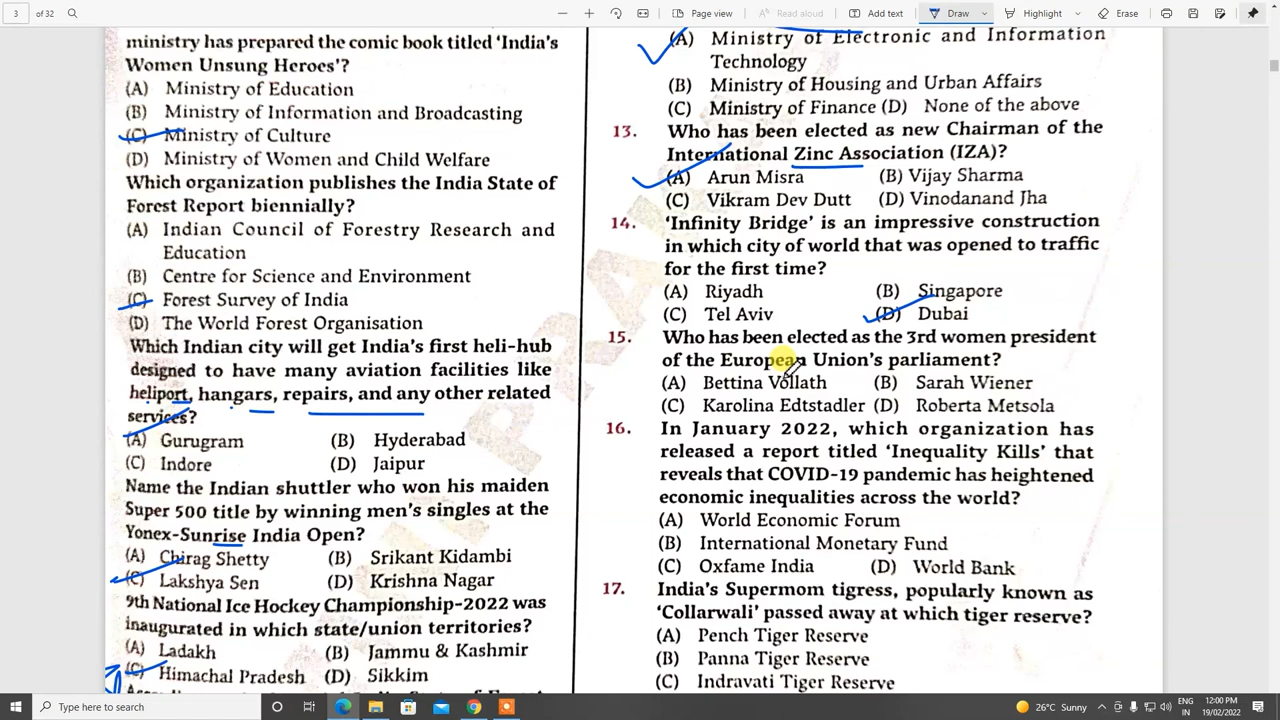 3 of 32
Page view
Read aloud
Add text
Draw
Highlight
Erase
ministry has prepared the comic book titled 'India's
Women Unsung Heroes'?
(A) Ministry of Education
(B) Ministry of Information and Broadcasting
(C) Ministry of Culture
(D) Ministry of Women and Child Welfare
Which organization publishes the India State of
Forest Report biennially?
(A) Indian Council of Forestry Research and
Education
(B) Centre for Science and Environment
(C) Forest Survey of India
(D) The World Forest Organisation
Which Indian city will get India's first heli-hub
designed to have many aviation facilities like
heliport, hangars, repairs, and any other related
services?
(A) Gurugram (B) Hyderabad
(C) Indore (D) Jaipur
Name the Indian shuttler who won his maiden
Super 500 title by winning men's singles at the
Yonex-Sunrise India Open?
(A) Chirag Shetty (B) Srikant Kidambi
(C) Lakshya Sen (D) Krishna Nagar
9th National Ice Hockey Championship-2022 was
inaugurated in which state/union territories?
(A) Ladakh (B) Jammu & Kashmir
(C) Himachal Pradesh (D) Sikkim
(A) Ministry of Electronic and Information
Technology
(B) Ministry of Housing and Urban Affairs
(C) Ministry of Finance (D) None of the above
13. Who has been elected as new Chairman of the
International Zinc Association (IZA)?
(A) Arun Misra (B) Vijay Sharma
(C) Vikram Dev Dutt (D) Vinodanand Jha
14. 'Infinity Bridge' is an impressive construction
in which city of world that was opened to traffic
for the first time?
(A) Riyadh (B) Singapore
(C) Tel Aviv (D) Dubai
15. Who has been elected as the 3rd women president
of the European Union's parliament?
(A) Bettina Vollath (B) Sarah Wiener
(C) Karolina Edtstadler (D) Roberta Metsola
16. In January 2022, which organization has
released a report titled 'Inequality Kills' that
reveals that COVID-19 pandemic has heightened
economic inequalities across the world?
(A) World Economic Forum
(B) International Monetary Fund
(C) Oxfame India (D) World Bank
17. India's Supermom tigress, popularly known as
'Collarwali' passed away at which tiger reserve?
(A) Pench Tiger Reserve
(B) Panna Tiger Reserve
(C) Indravati Tiger Reserve
Type here to search
26°C Sunny
ENG
IN
12:00 PM
19/02/2022